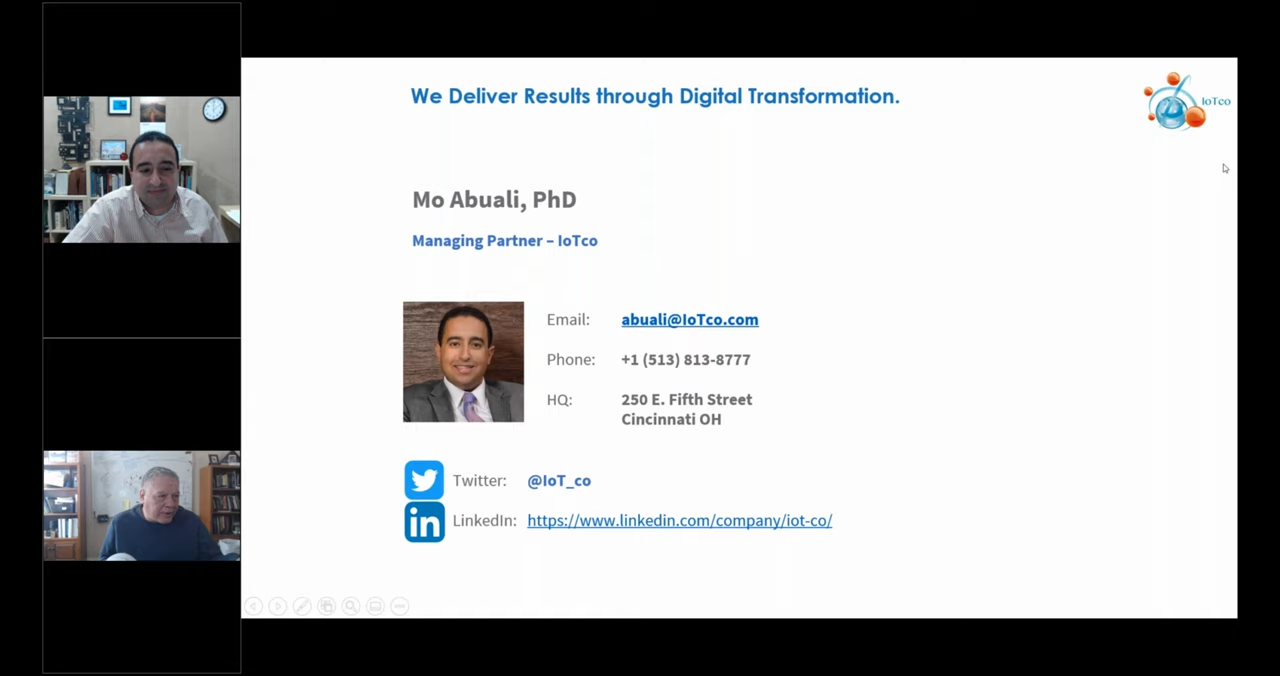 We Deliver Results through Digital Transformation.
IoTco
Mo Abuali, PhD
Managing Partner – IoTco
Email: abuali@IoTco.com
Phone: +1 (513) 813-8777
HQ: 250 E. Fifth Street
Cincinnati OH
Twitter: @IoT_co
in LinkedIn: https://www.linkedin.com/company/iot-co/